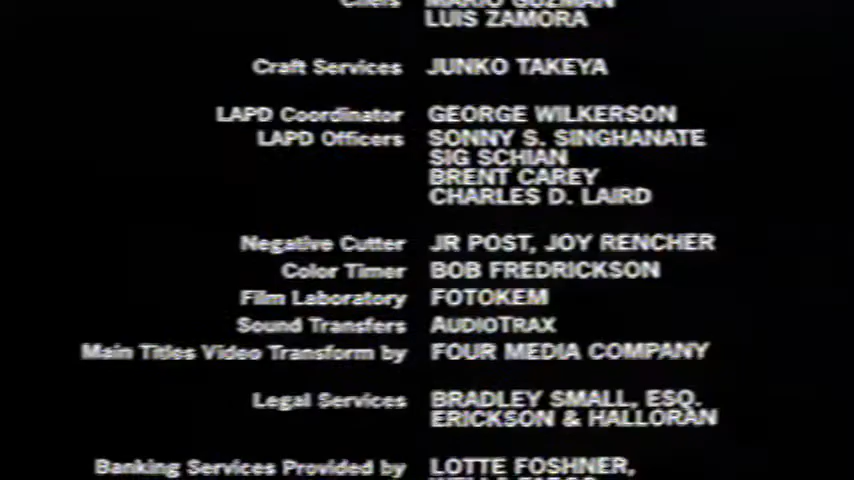 Chefs MARIO GUZMAN
LUIS ZAMORA
Craft Services JUNKO TAKEYA
LAPD Coordinator GEORGE WILKERSON
LAPD Officers SONNY S. SINGHANATE
SIG SCHIAN
BRENT CAREY
CHARLES D. LAIRD
Negative Cutter JR POST, JOY RENCHER
Color Timer BOB FREDRICKSON
Film Laboratory FOTOKEM
Sound Transfers AUDIOTRAX
Main Titles Video Transform by FOUR MEDIA COMPANY
Legal Services BRADLEY SMALL, ESQ.
ERICKSON & HALLORAN
Banking Services Provided by LOTTE FOSHNER,